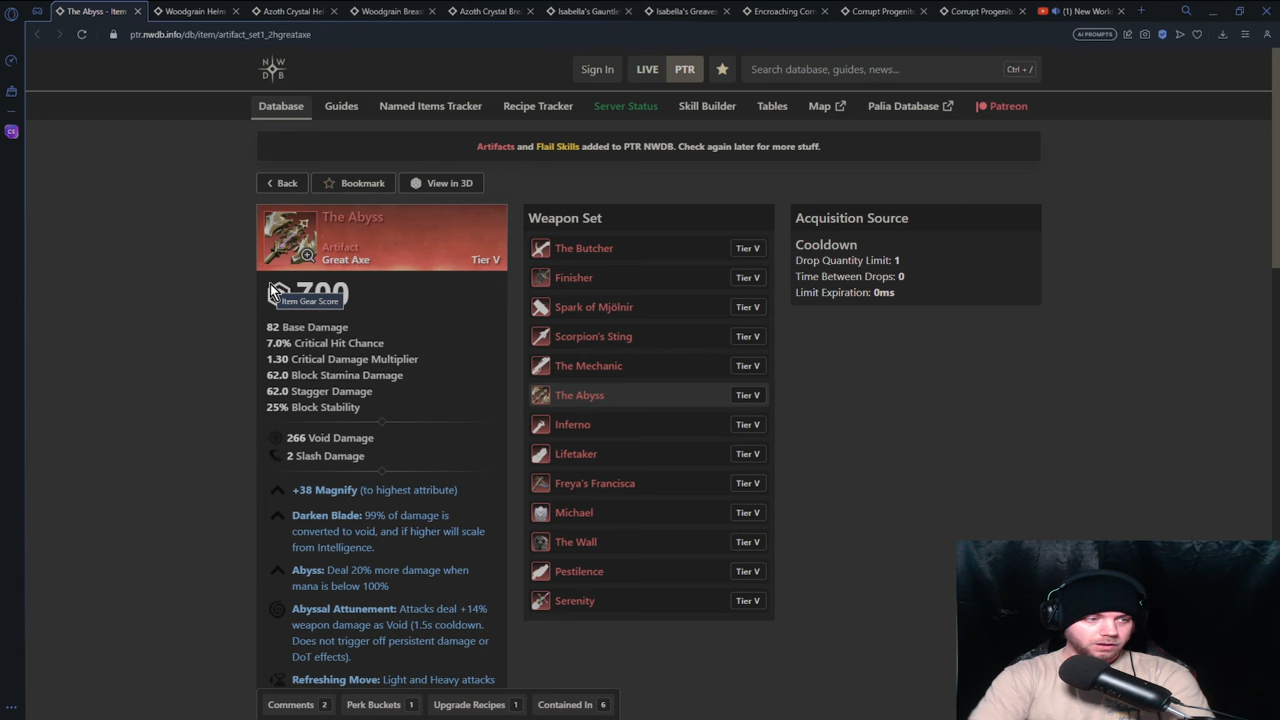 The Abyss - Item
Woodgrain Helm
Azoth Crystal Hel
Woodgrain Breas
Azoth Crystal Bre
Isabella's Gauntle
Isabella's Greave
Encroaching Cor
Corrupt Progenit
Corrupt Progenit
(1) New World
ptr.nwdb.info/db/item/artifact_set1_2hgreataxe
AI PROMPTS
CS
N W
D B
Sign In
LIVE
PTR
Search database, guides, news...
Ctrl + /
Database
Guides
Named Items Tracker
Recipe Tracker
Server Status
Skill Builder
Tables
Map
Palia Database
Patreon
Artifacts and Flail Skills added to PTR NWDB. Check again later for more stuff.
Back
Bookmark
View in 3D
The Abyss
Artifact
Great Axe
Tier V
700
Item Gear Score
82 Base Damage
7.0% Critical Hit Chance
1.30 Critical Damage Multiplier
62.0 Block Stamina Damage
62.0 Stagger Damage
25% Block Stability
266 Void Damage
2 Slash Damage
+38 Magnify (to highest attribute)
Darken Blade: 99% of damage is
converted to void, and if higher will scale
from Intelligence.
Abyss: Deal 20% more damage when
mana is below 100%
Abyssal Attunement: Attacks deal +14%
weapon damage as Void (1.5s cooldown.
Does not trigger off persistent damage or
DoT effects).
Refreshing Move: Light and Heavy attacks
Weapon Set
The Butcher Tier V
Finisher Tier V
Spark of Mjölnir Tier V
Scorpion's Sting Tier V
The Mechanic Tier V
The Abyss Tier V
Inferno Tier V
Lifetaker Tier V
Freya's Francisca Tier V
Michael Tier V
The Wall Tier V
Pestilence Tier V
Serenity Tier V
Acquisition Source
Cooldown
Drop Quantity Limit: 1
Time Between Drops: 0
Limit Expiration: 0ms
Comments 2
Perk Buckets 1
Upgrade Recipes 1
Contained In 6